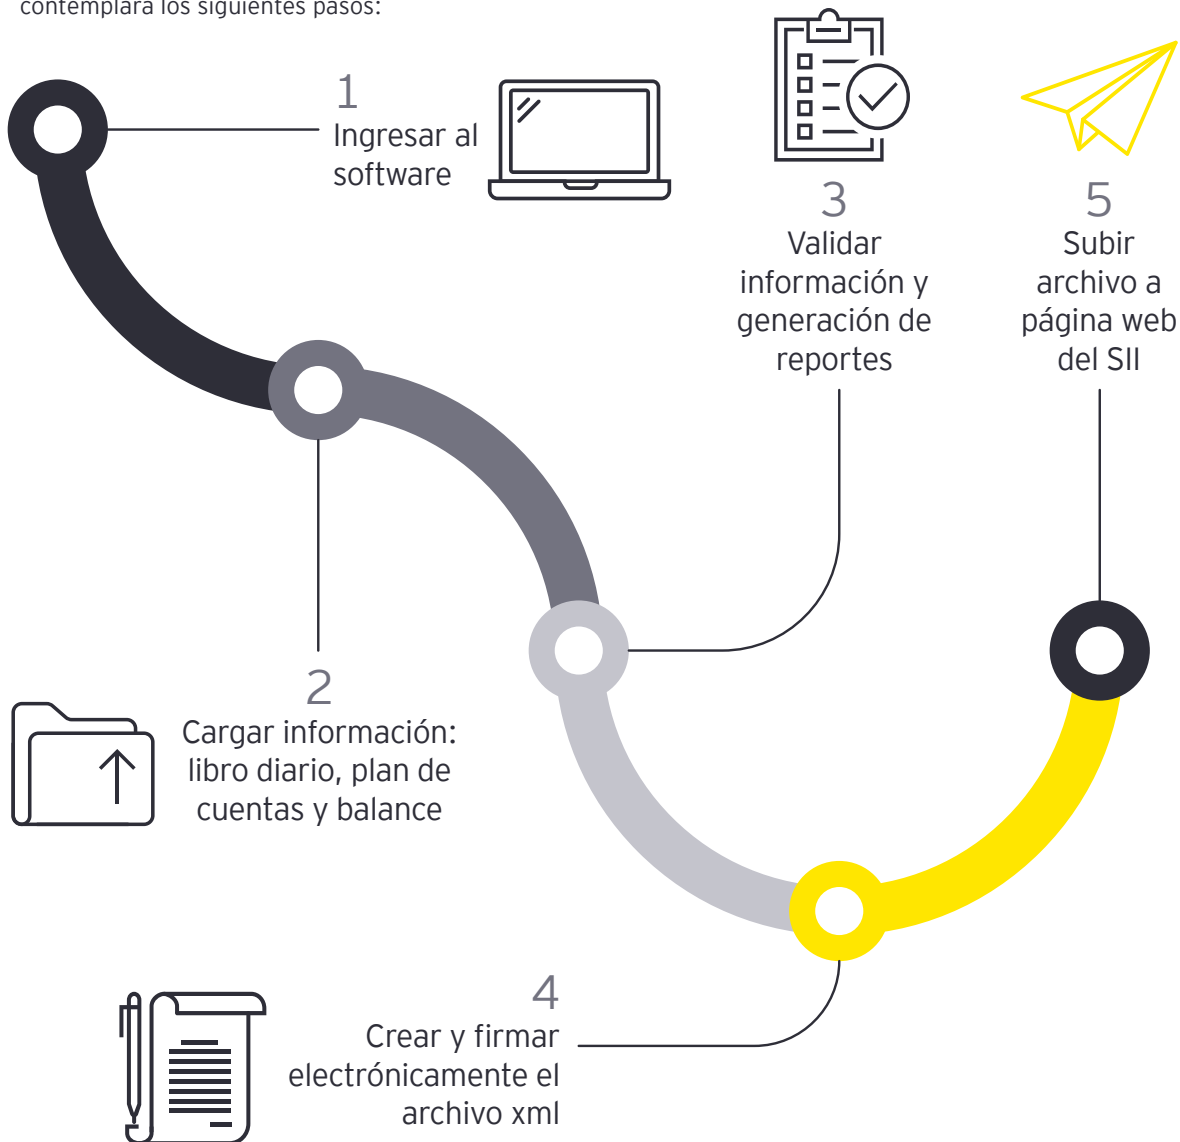 contemplará los siguientes pasos:
1
Ingresar al
software
2
Cargar información:
libro diario, plan de
cuentas y balance
3
Validar
información y
generación de
reportes
4
Crear y firmar
electrónicamente el
archivo xml
5
Subir
archivo a
página web
del SII